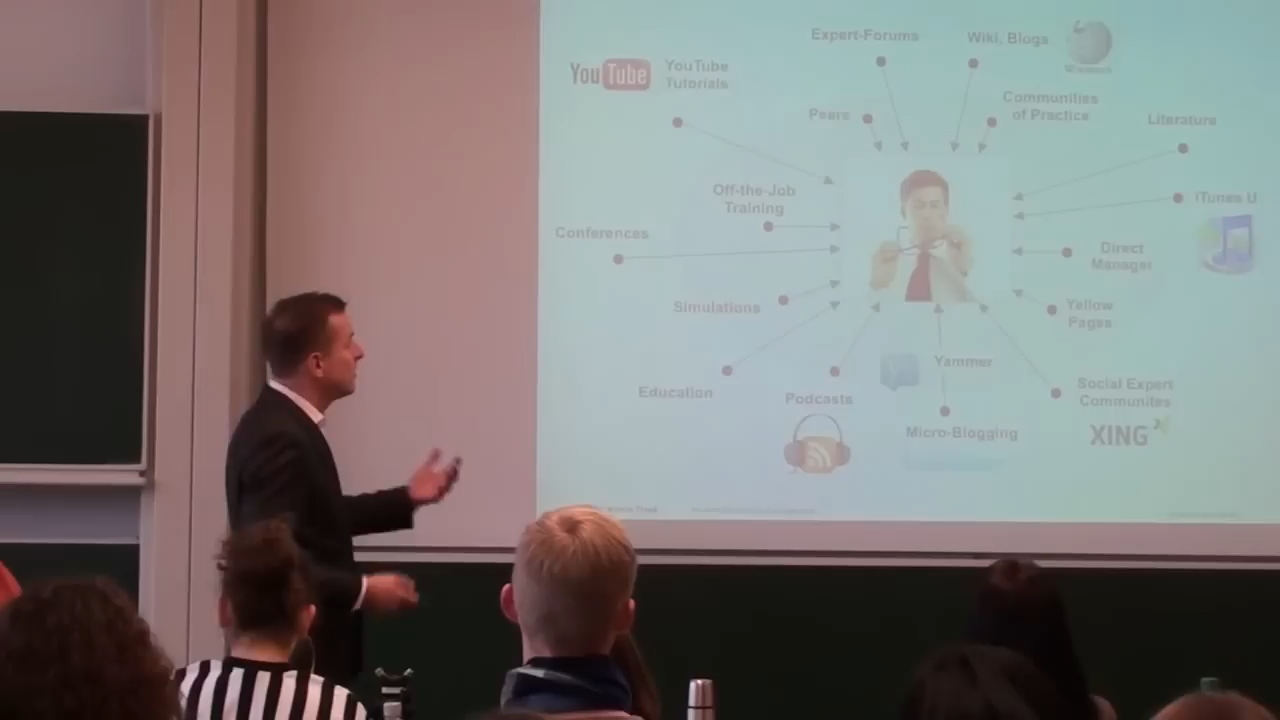 Expert-Forums
Wiki, Blogs
YouTube
YouTube
Tutorials
Peers
Communities
of Practice
Literature
Off-the-Job
Training
iTunes U
Conferences
Direct
Manager
Simulations
Yellow
Pages
Yammer
Education
Podcasts
Social Expert
Communites
Micro-Blogging
XING